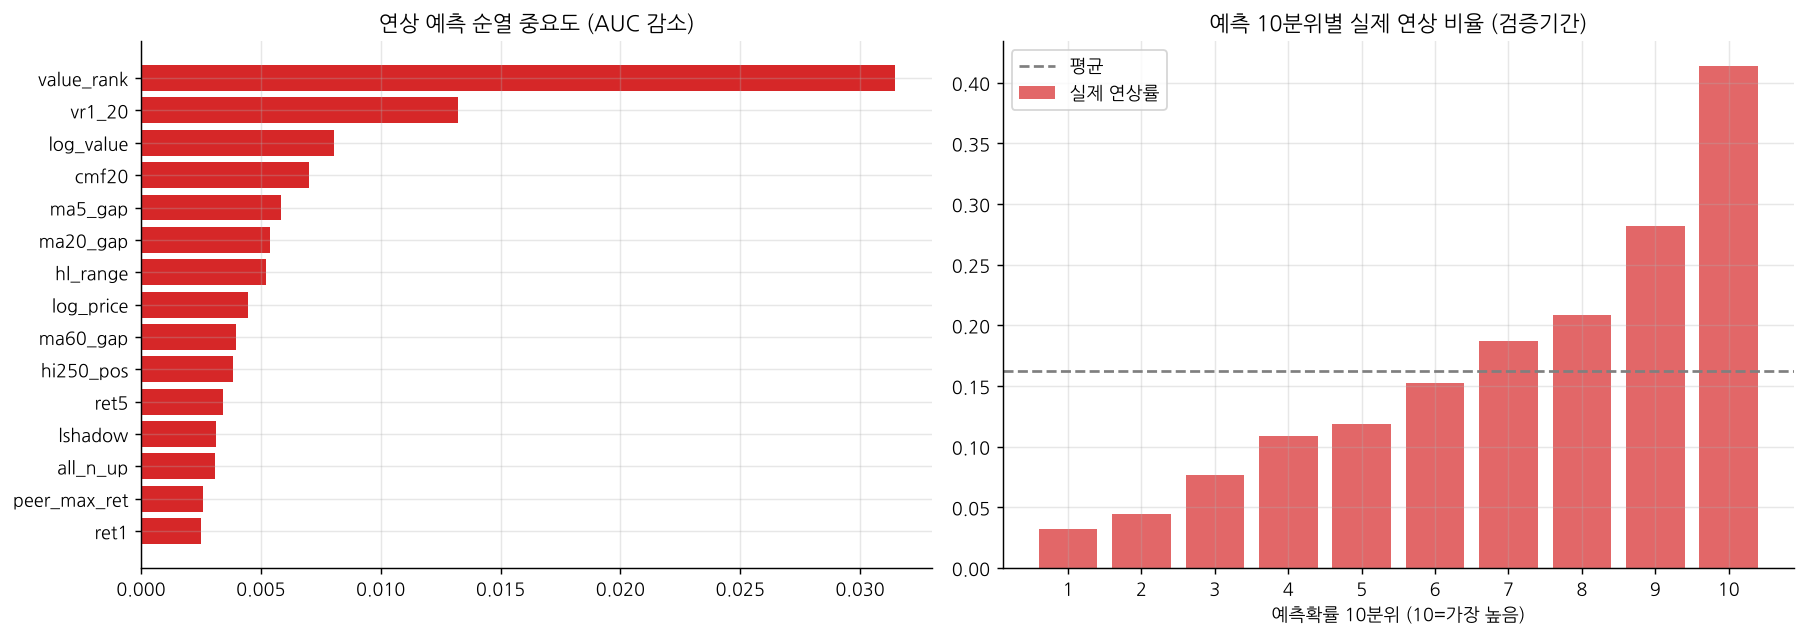 연상 예측 순열 중요도 (AUC 감소)
value_rank
vr1_20
log_value
cmf20
ma5_gap
ma20_gap
hl_range
log_price
ma60_gap
hi250_pos
ret5
lshadow
all_n_up
peer_max_ret
ret1
0.000 0.005 0.010 0.015 0.020 0.025 0.030
예측 10분위별 실제 연상 비율 (검증기간)
평균
실제 연상률
0.40
0.35
0.30
0.25
0.20
0.15
0.10
0.05
0.00
1 2 3 4 5 6 7 8 9 10
예측확률 10분위 (10=가장 높음)